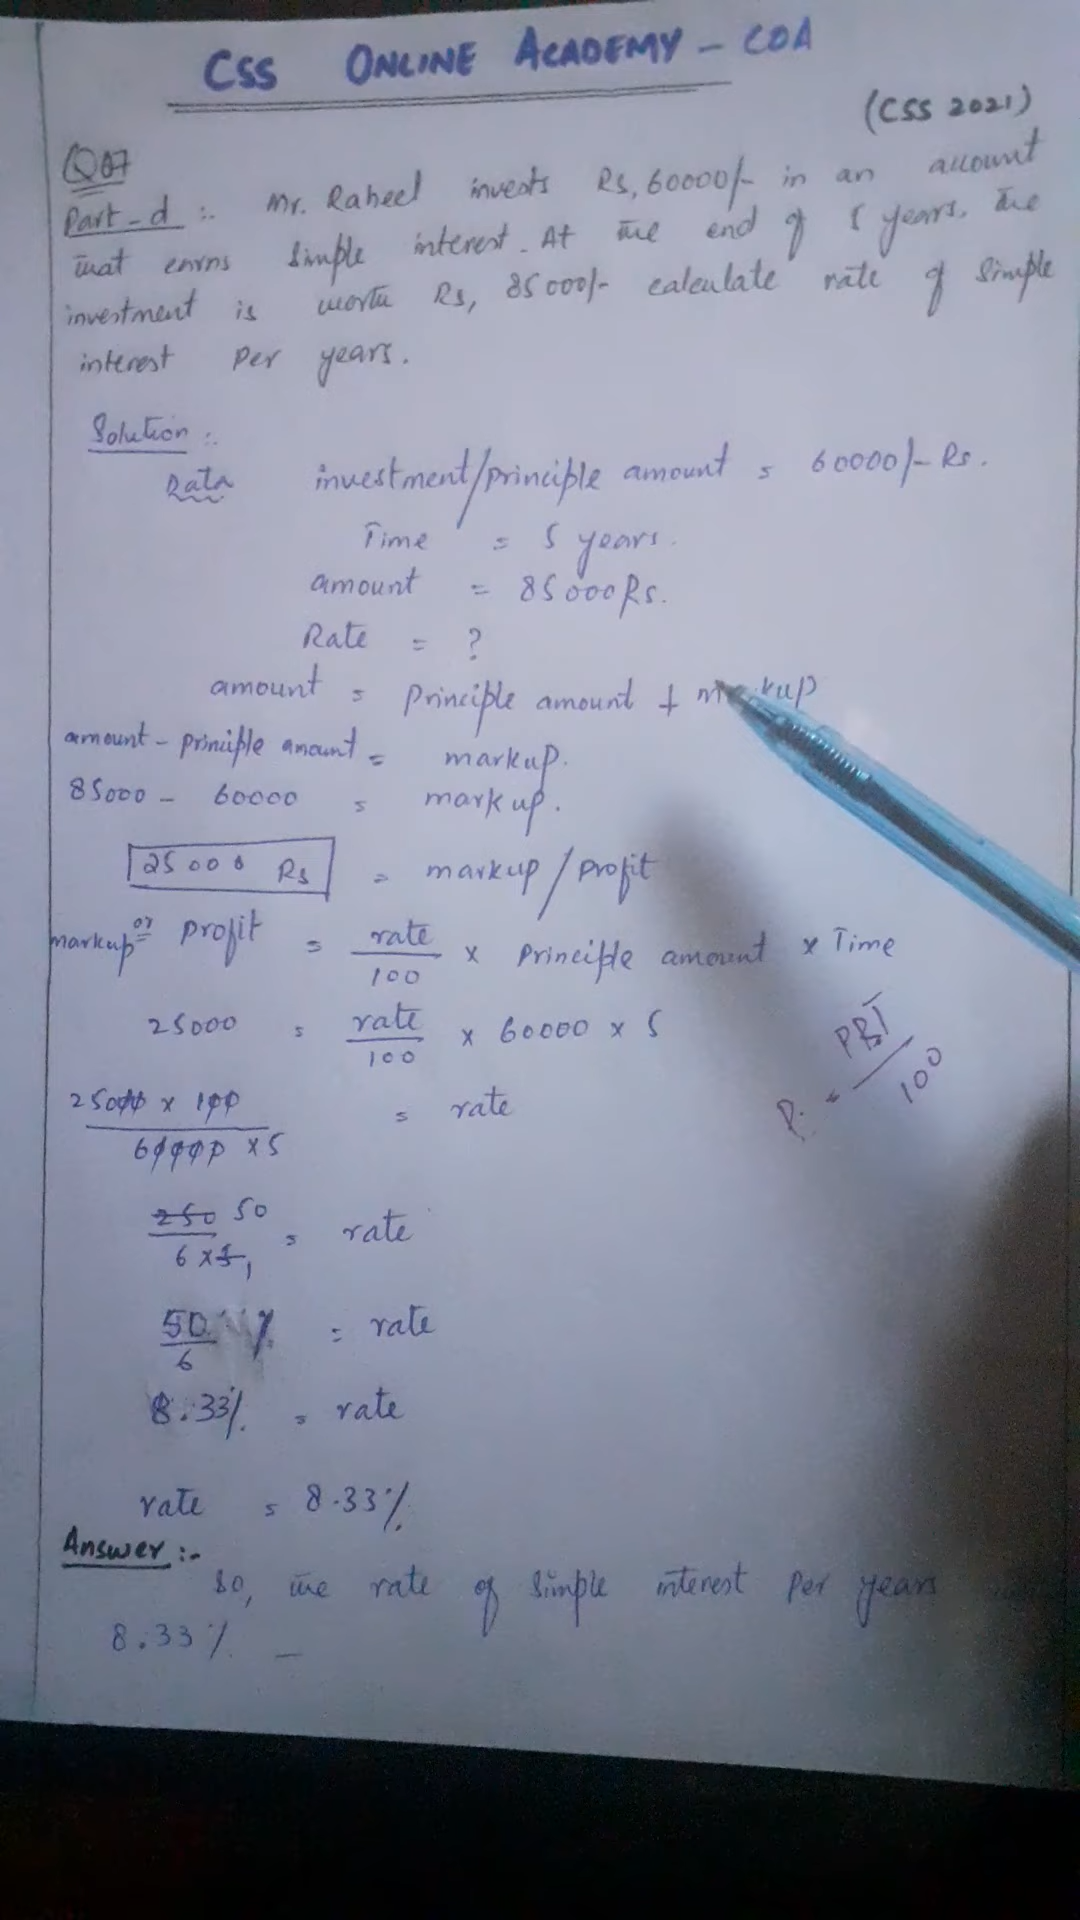 CSS ONLINE ACADEMY - COA
(CSS 2021)
Q07
Part-d :. Mr. Raheel invests Rs, 60000/- in an account
that earns simple interest. At the end of 5 years. The
investment is worth Rs, 85000/- calculate rate of simple
interest Per years.
Solution :.
Data investment/principle amount = 60000/- Rs.
Time = 5 years.
amount = 85000 Rs.
Rate = ?
amount = Principle amount +
amount - principle amount = markup.
85000 - 60000 = markup.
25000 Rs = markup / Profit
markup or Profit = rate/100 x Principle amount x Time
25000 = rate/100 x 60000 x 5
P. = PRT/100
25000 x 100 / 60000 x 5 = rate
250 50 / 6 x 5, 1 = rate
50/6 % = rate
8.33% = rate
rate = 8.33%
Answer :-
So, the rate of simple interest Per years
8.33%